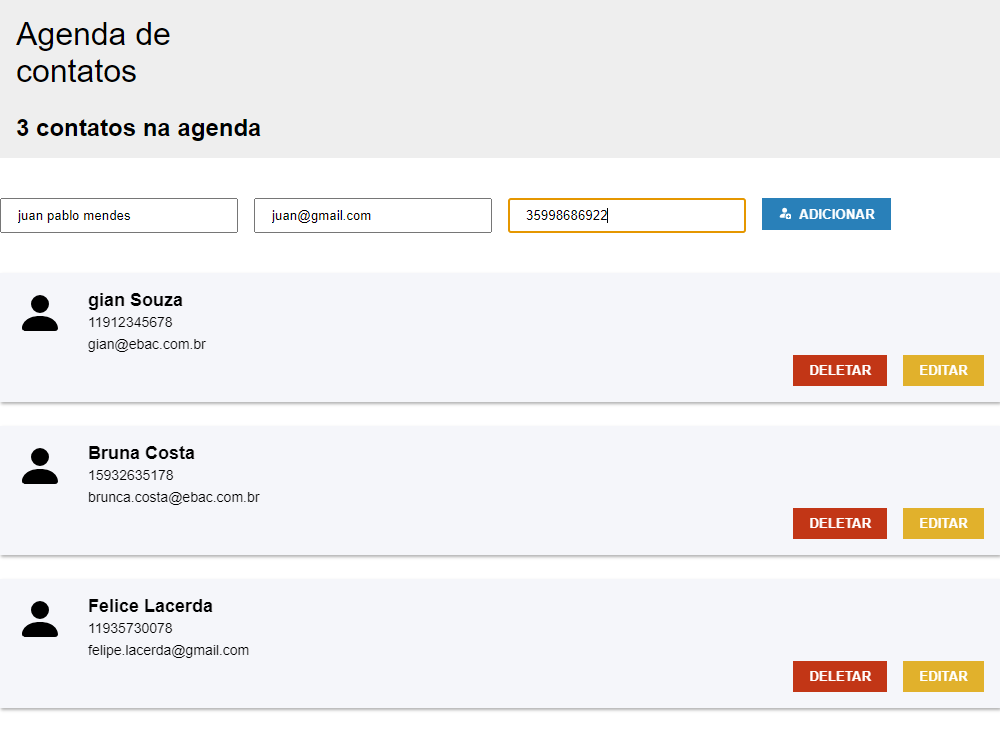 Agenda de
contatos
3 contatos na agenda
juan pablo mendes juan@gmail.com 35998686922 ADICIONAR
gian Souza
11912345678
gian@ebac.com.br
DELETAR EDITAR
Bruna Costa
15932635178
brunca.costa@ebac.com.br
DELETAR EDITAR
Felice Lacerda
11935730078
felipe.lacerda@gmail.com
DELETAR EDITAR